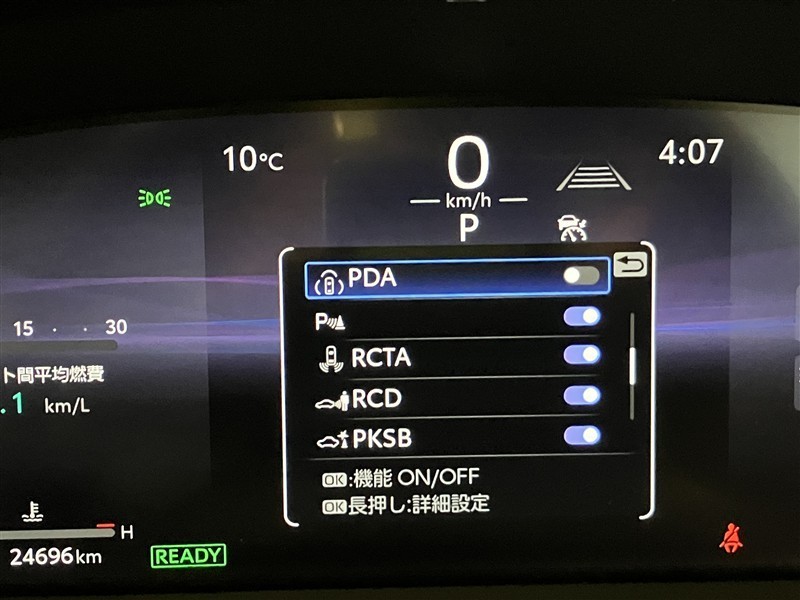 10℃
0
4:07
km/h
P
PDA
P
15 30
RCTA
ト間平均燃費
RCD
.1 km/L
PKSB
OK:機能 ON/OFF
OK長押し:詳細設定
H
24696km
READY